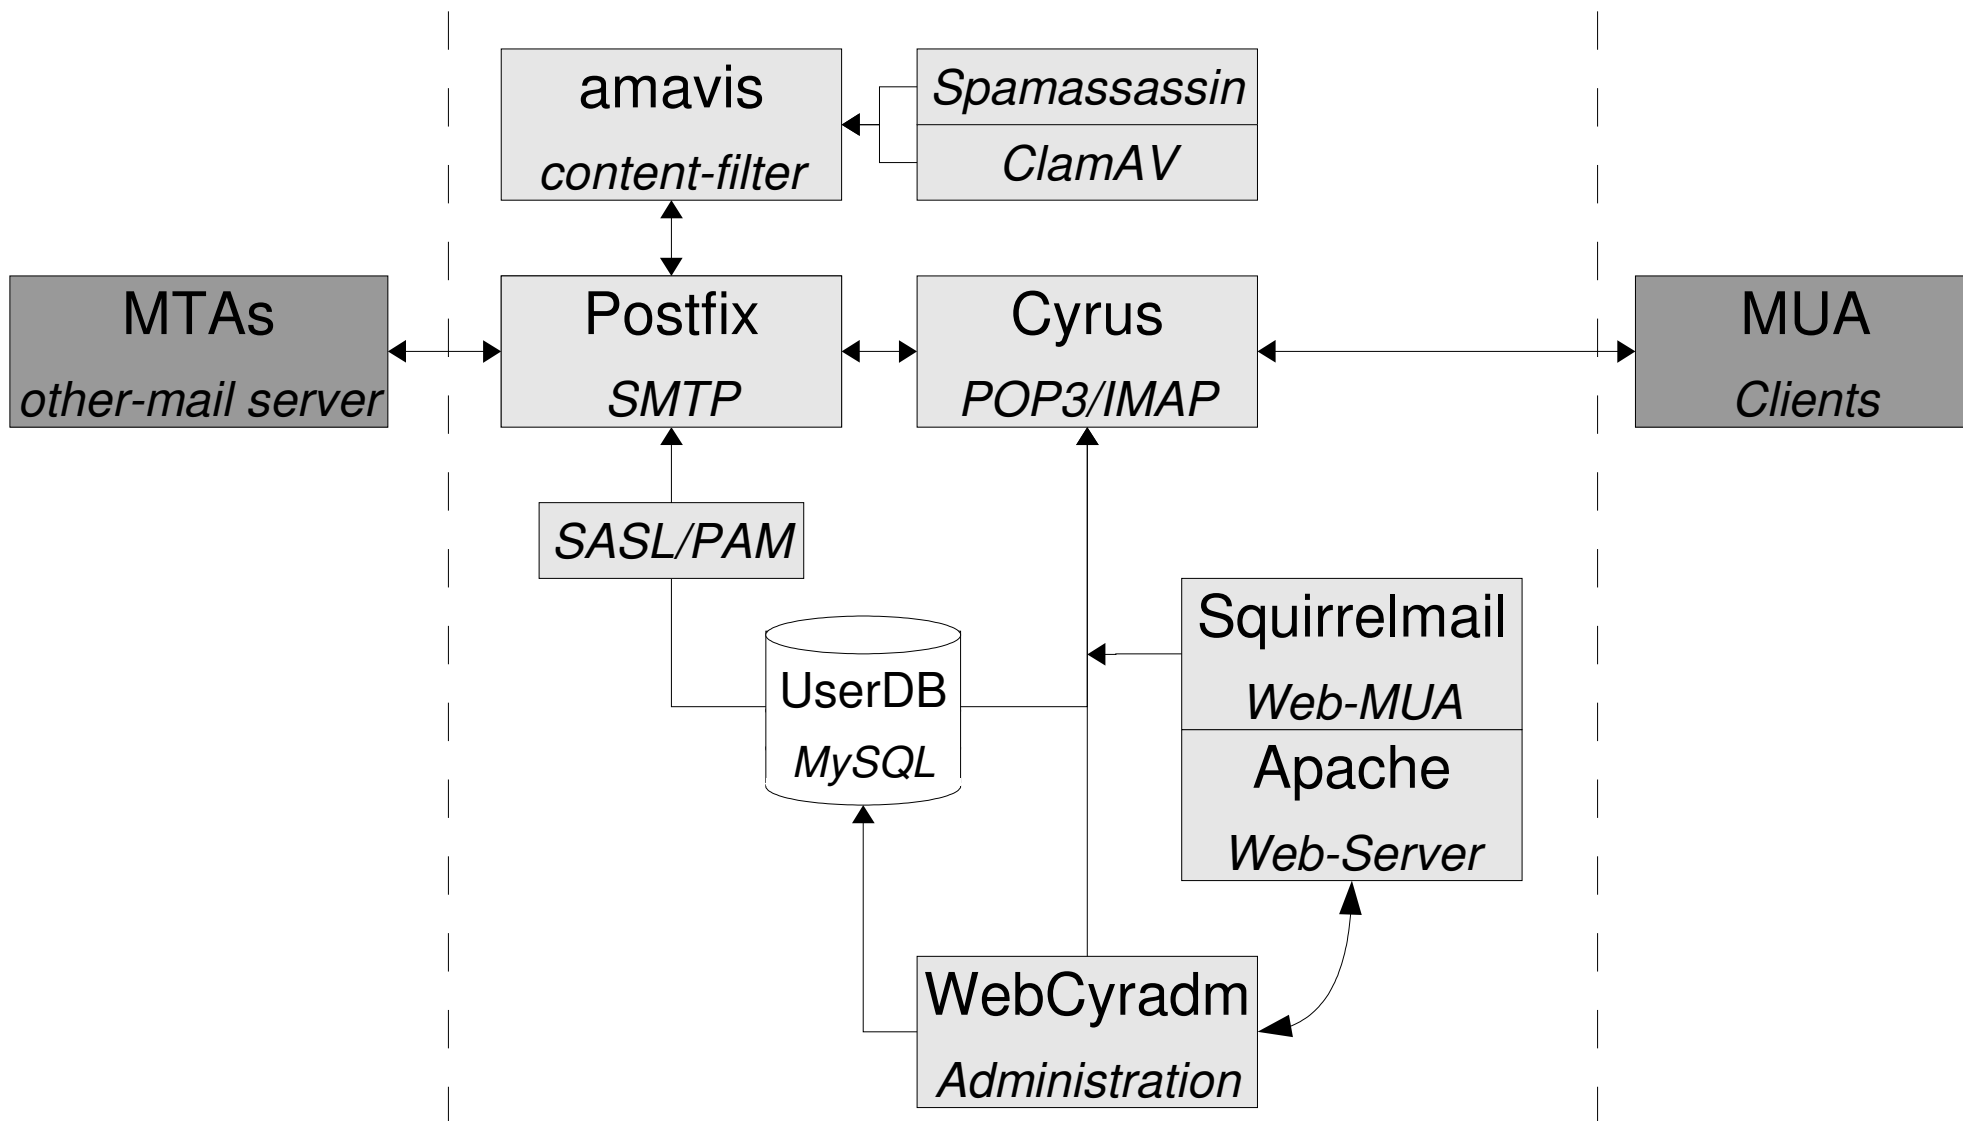 amavis
content-filter
Spamassassin
ClamAV
MTAs
other-mail server
Postfix
SMTP
Cyrus
POP3/IMAP
MUA
Clients
SASL/PAM
UserDB
MySQL
Squirrelmail
Web-MUA
Apache
Web-Server
WebCyradm
Administration